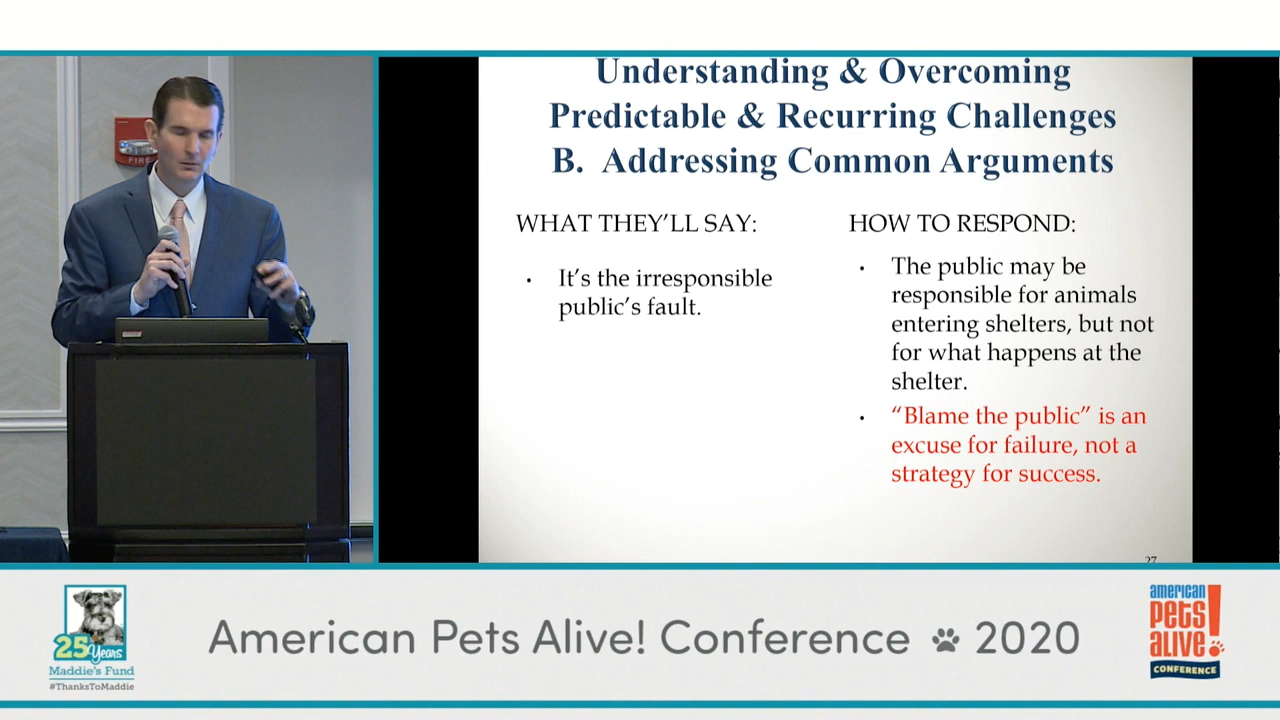 FIRE
Understanding & Overcoming
Predictable & Recurring Challenges
B. Addressing Common Arguments
WHAT THEY'LL SAY:
• It's the irresponsible
public's fault.
HOW TO RESPOND:
• The public may be
responsible for animals
entering shelters, but not
for what happens at the
shelter.
• “Blame the public” is an
excuse for failure, not a
strategy for success.
27
25 Years
Maddie's Fund
#ThanksToMaddie
American Pets Alive! Conference 2020
american
PETS
ALIVE!
CONFERENCE